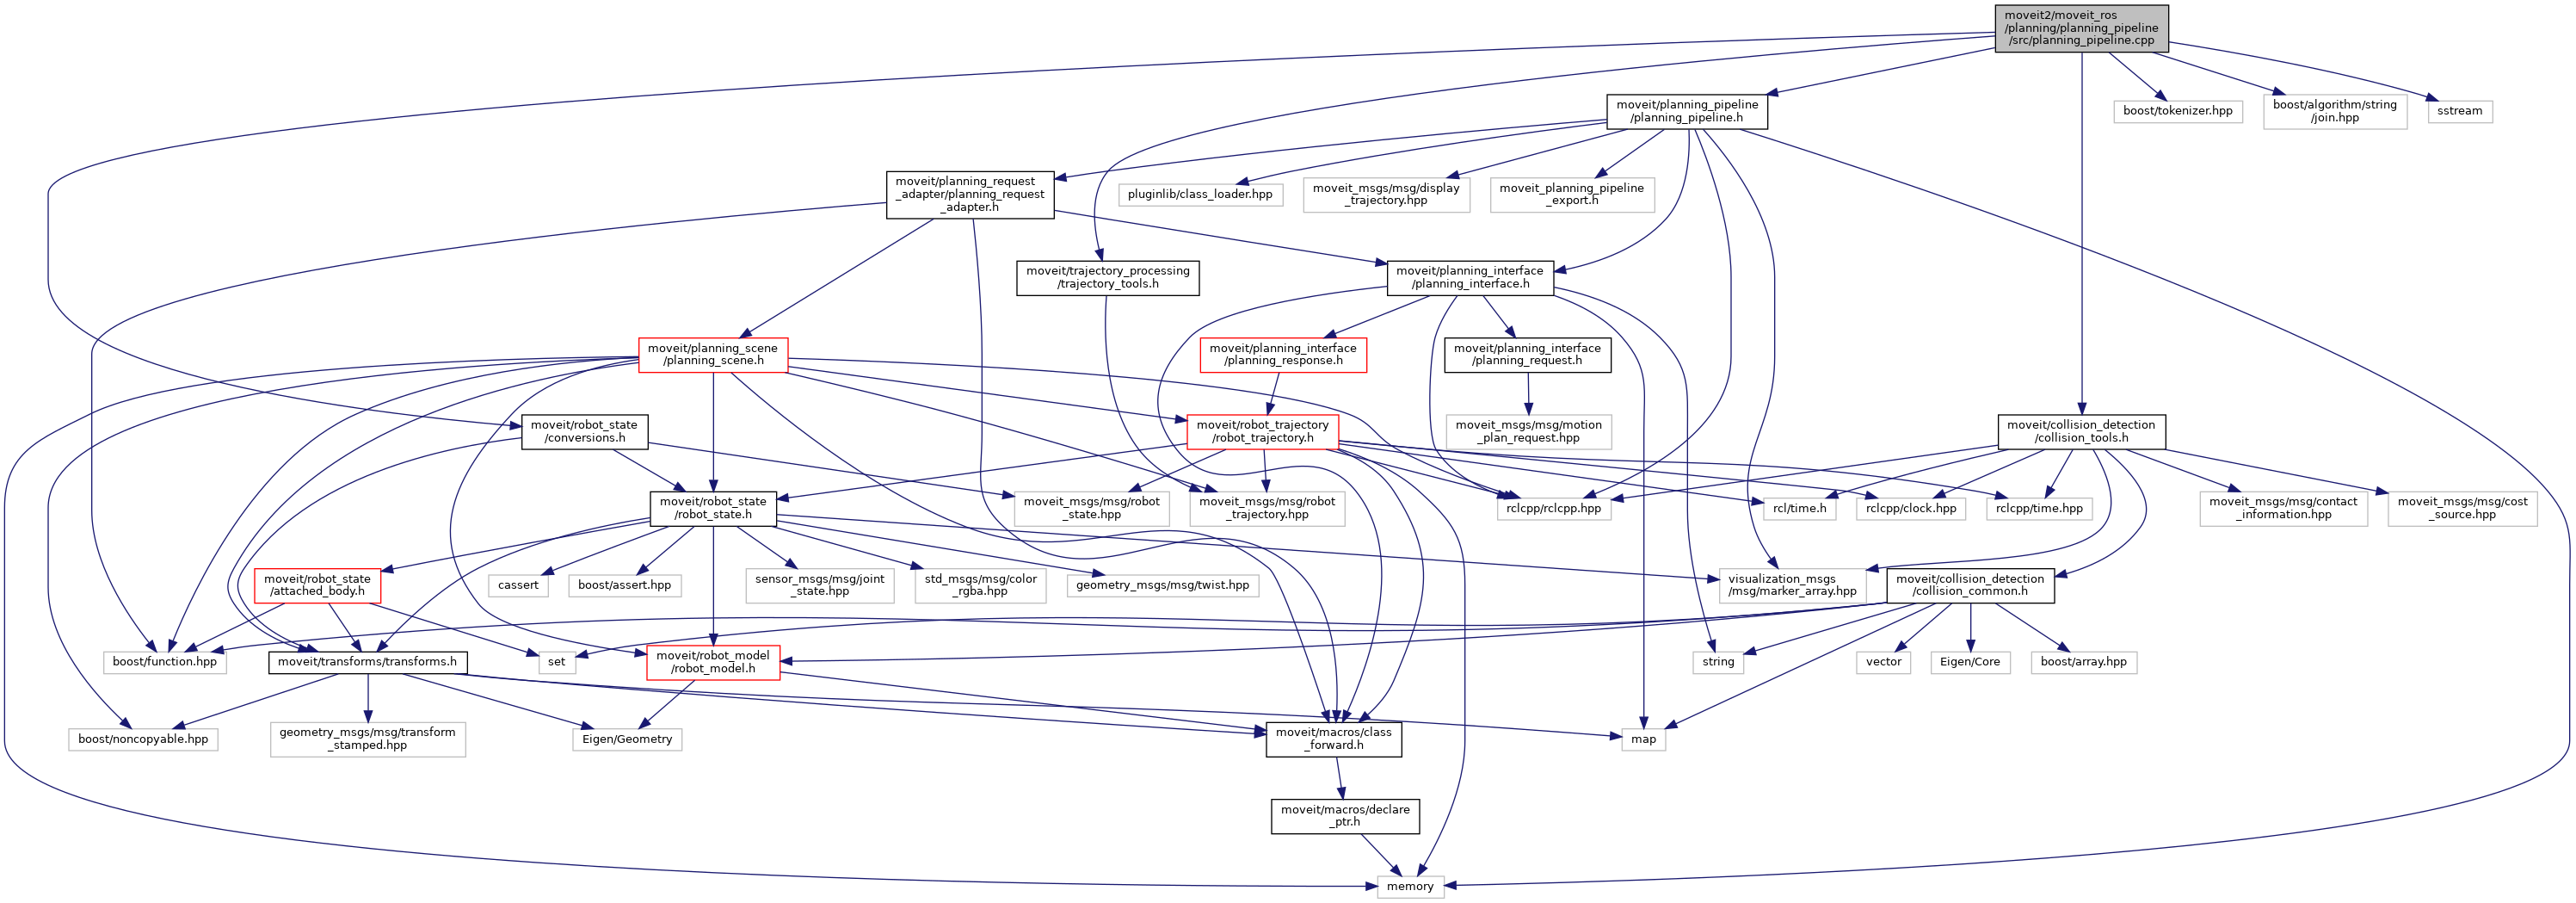 moveit2/moveit_ros
/planning/planning_pipeline
/src/planning_pipeline.cpp
moveit/planning_pipeline
/planning_pipeline.h
boost/tokenizer.hpp
boost/algorithm/string
/join.hpp
sstream
moveit/planning_request
_adapter/planning_request
_adapter.h
pluginlib/class_loader.hpp
moveit_msgs/msg/display
_trajectory.hpp
moveit_planning_pipeline
_export.h
moveit/trajectory_processing
/trajectory_tools.h
moveit/planning_interface
/planning_interface.h
moveit/planning_scene
/planning_scene.h
moveit/planning_interface
/planning_response.h
moveit/planning_interface
/planning_request.h
moveit/robot_state
/conversions.h
moveit/robot_trajectory
/robot_trajectory.h
moveit_msgs/msg/motion
_plan_request.hpp
moveit/collision_detection
/collision_tools.h
moveit/robot_state
/robot_state.h
moveit_msgs/msg/robot
_state.hpp
moveit_msgs/msg/robot
_trajectory.hpp
rclcpp/rclcpp.hpp
rcl/time.h
rclcpp/clock.hpp
rclcpp/time.hpp
moveit_msgs/msg/contact
_information.hpp
moveit_msgs/msg/cost
_source.hpp
moveit/robot_state
/attached_body.h
cassert
boost/assert.hpp
sensor_msgs/msg/joint
_state.hpp
std_msgs/msg/color
_rgba.hpp
geometry_msgs/msg/twist.hpp
visualization_msgs
/msg/marker_array.hpp
moveit/collision_detection
/collision_common.h
boost/function.hpp
moveit/transforms/transforms.h
set
moveit/robot_model
/robot_model.h
string
vector
Eigen/Core
boost/array.hpp
boost/noncopyable.hpp
geometry_msgs/msg/transform
_stamped.hpp
Eigen/Geometry
moveit/macros/class
_forward.h
map
moveit/macros/declare
_ptr.h
memory